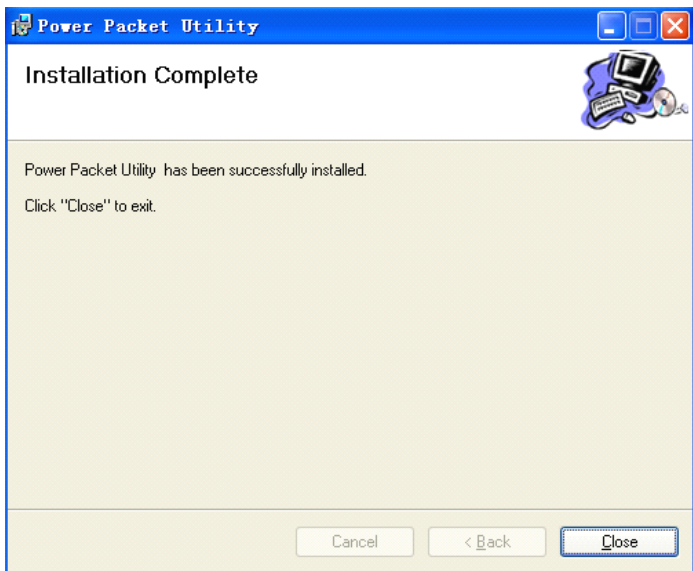 Power Packet Utility
Installation Complete
Power Packet Utility  has been successfully installed.
Click "Close" to exit.
Cancel
< Back
Close